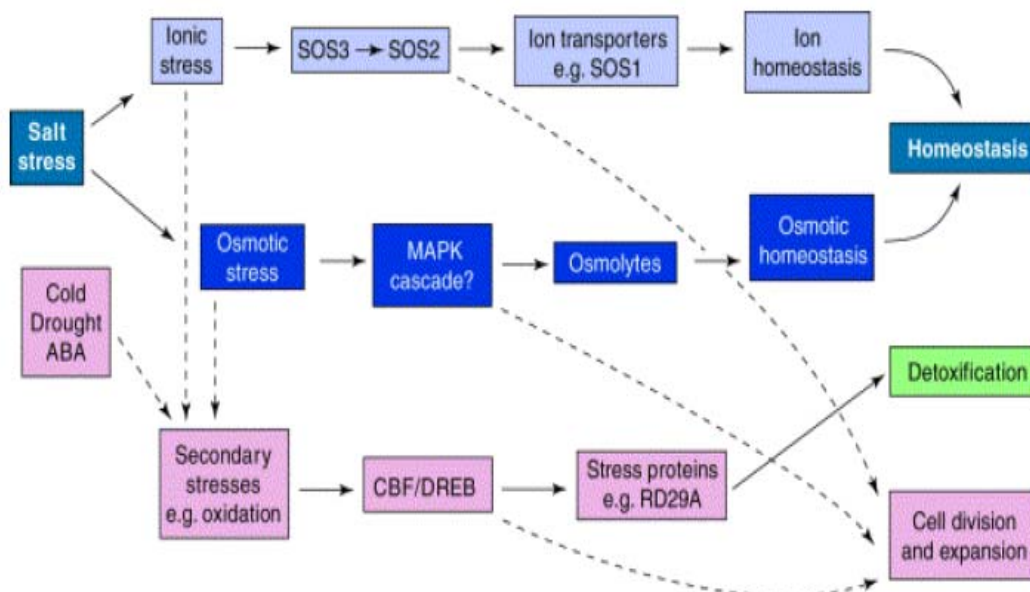 Ionic
stress
SOS3 → SOS2
Ion transporters
e.g. SOS1
Ion
homeostasis
Salt
stress
Homeostasis
Osmotic
stress
MAPK
cascade?
Osmolytes
Osmotic
homeostasis
Cold
Drought
ABA
Detoxification
Secondary
stresses
e.g. oxidation
CBF/DREB
Stress proteins
e.g. RD29A
Cell division
and expansion